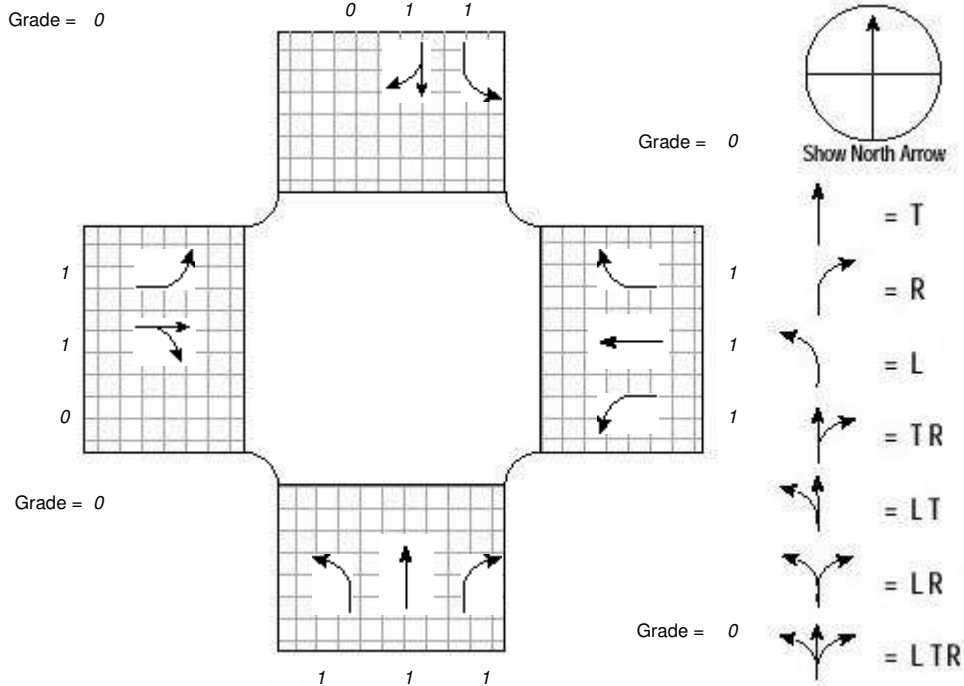 0 1 1
Grade = 0
Grade = 0
Show North Arrow
= T
1
1
= R
1
1
= L
0
1
= TR
Grade = 0
= LT
= LR
Grade = 0
= LTR
1 1 1